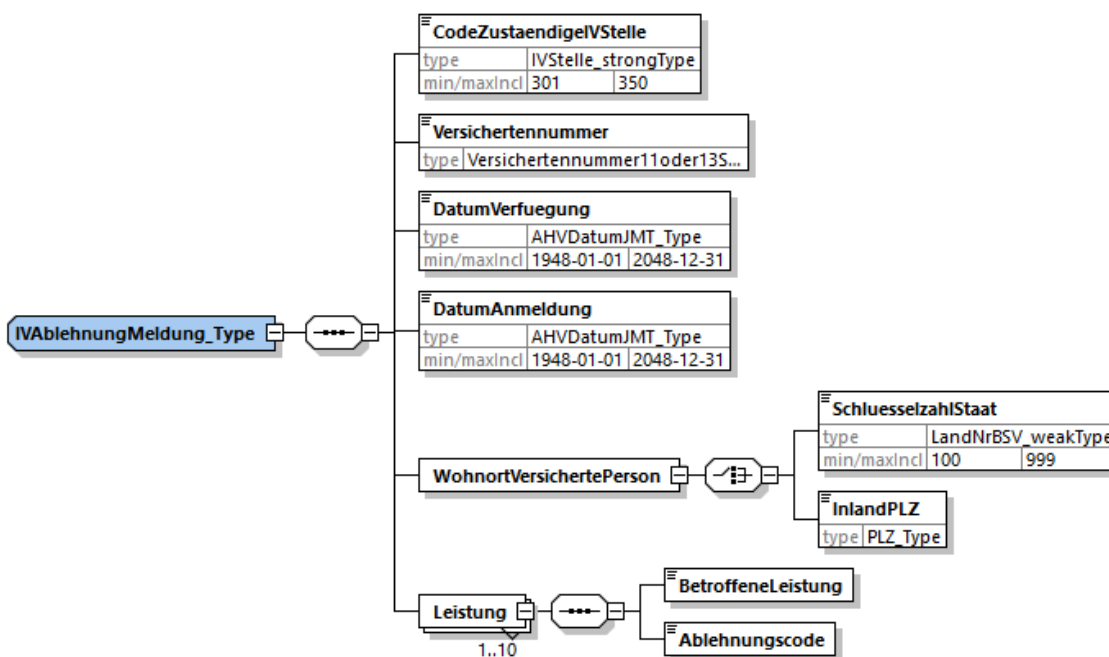 CodeZustaendigeIVStelle
type IVStelle_strongType
min/maxIncl 301 350
Versichertennummer
type Versichertennummer11oder13S...
DatumVerfuegung
type AHVDatumJMT_Type
min/maxIncl 1948-01-01 2048-12-31
DatumAnmeldung
type AHVDatumJMT_Type
min/maxIncl 1948-01-01 2048-12-31
IVAblehnungMeldung_Type
SchluesselzahlStaat
type LandNrBSV_weakType
min/maxIncl 100 999
WohnortVersichertePerson
InlandPLZ
type PLZ_Type
BetroffeneLeistung
Leistung
1..10
Ablehnungscode